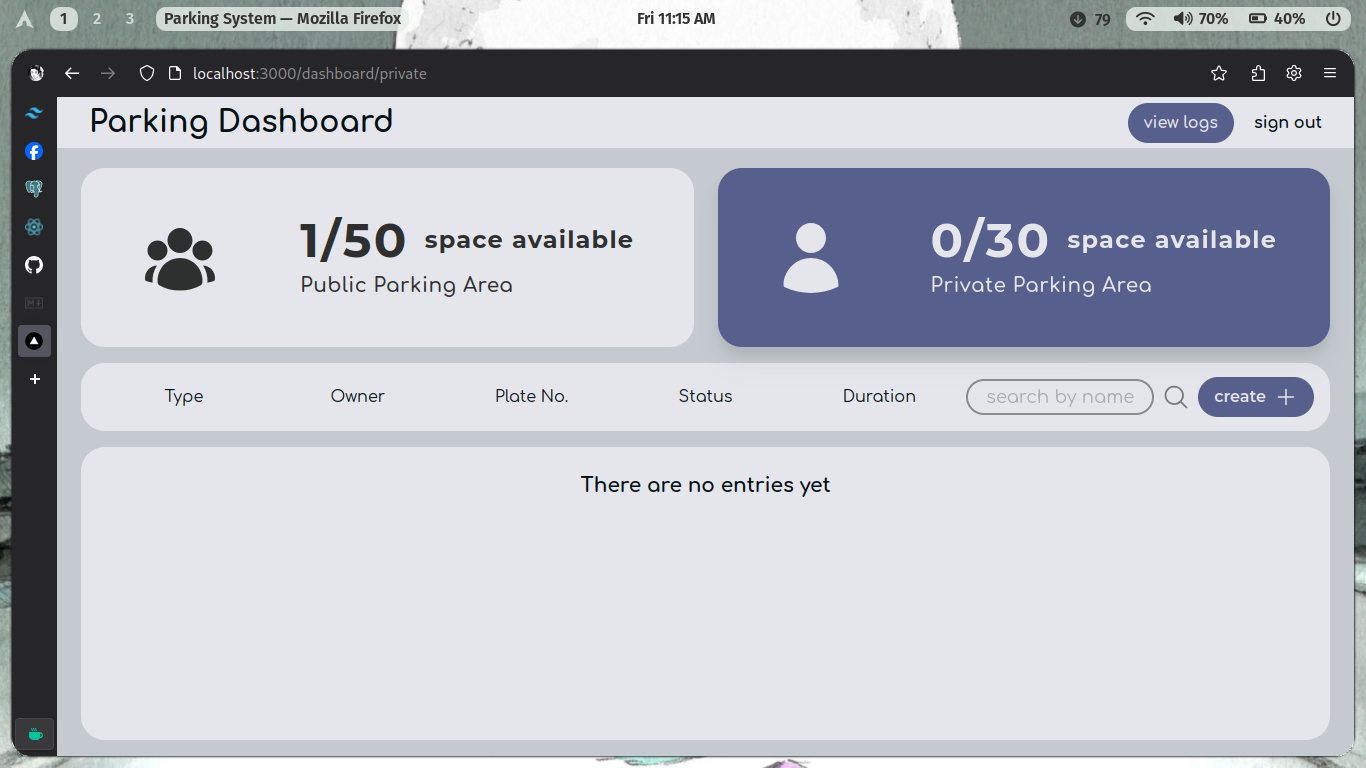 1 2 3 Parking System — Mozilla Firefox Fri 11:15 AM 79 70% 40%
localhost:3000/dashboard/private
Parking Dashboard view logs sign out
1/50 space available
Public Parking Area
0/30 space available
Private Parking Area
Type Owner Plate No. Status Duration search by name create
There are no entries yet